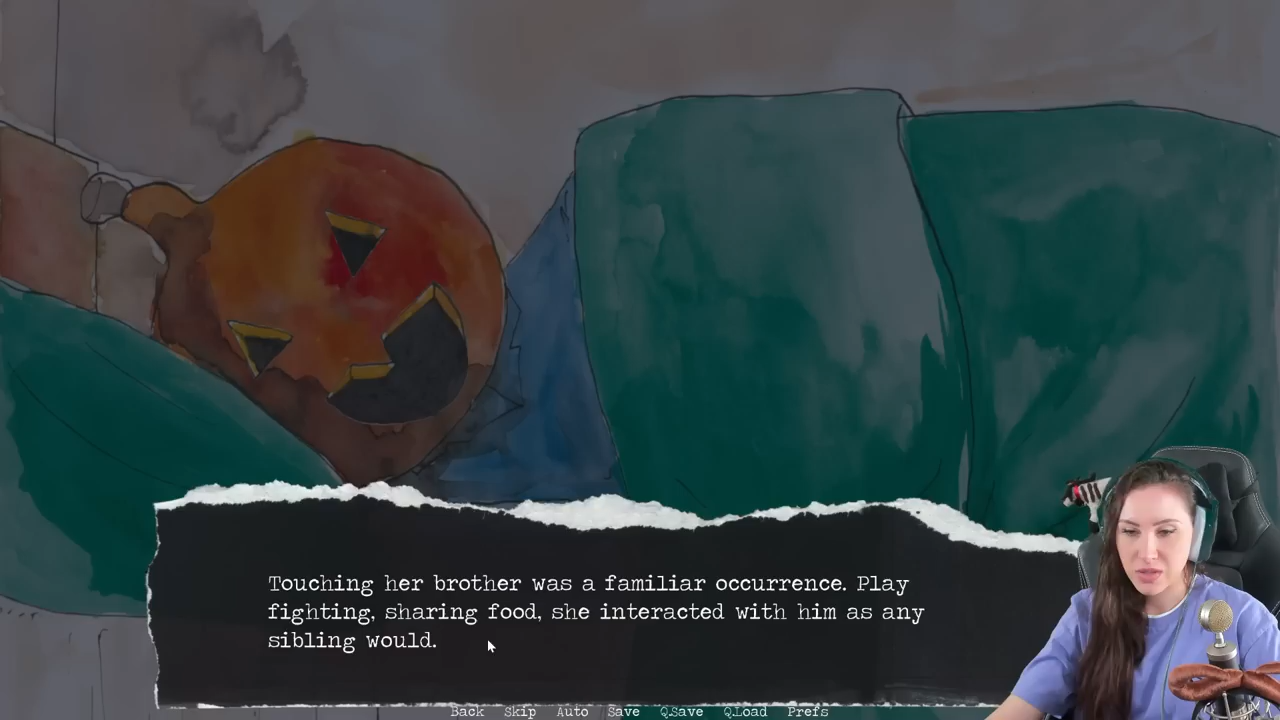 Touching her brother was a familiar occurrence. Play
fighting, sharing food, she interacted with him as any
sibling would.
Back Skip Auto Save Q.Save Q.Load Prefs